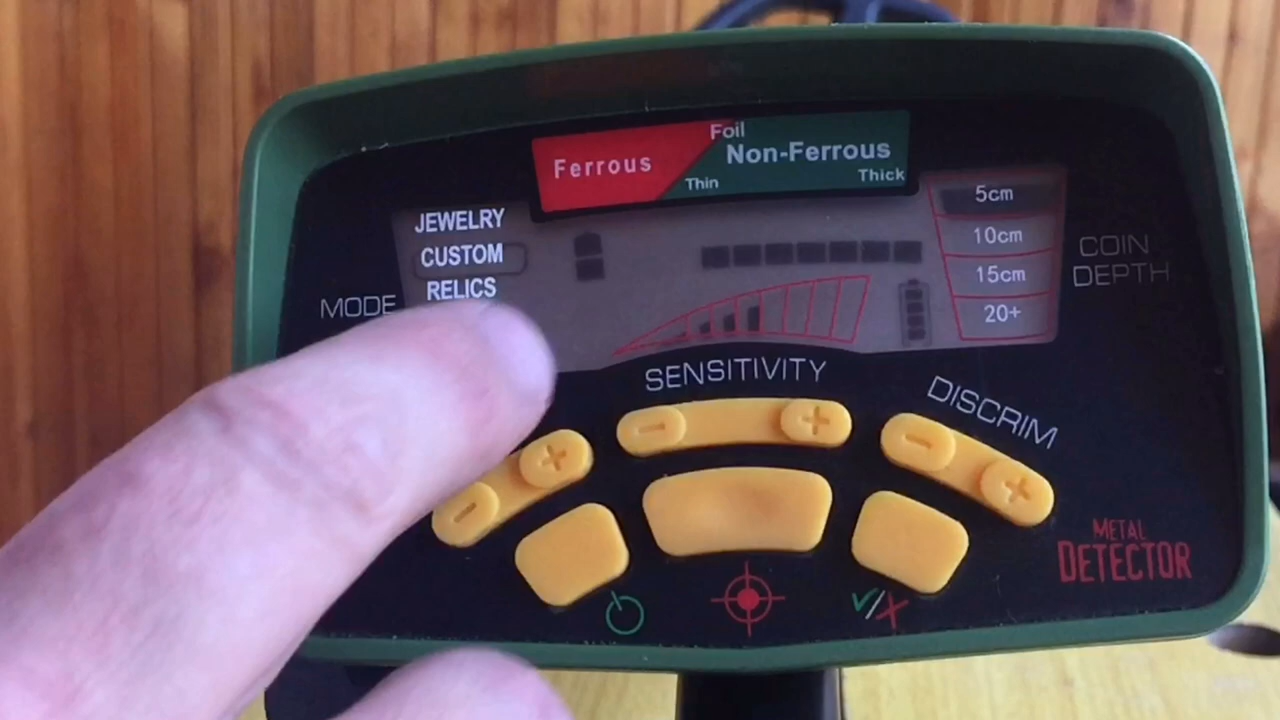 Foil
Ferrous
Non-Ferrous
Thin
Thick
JEWELRY
CUSTOM
RELICS
MODE
5cm
10cm
15cm
20+
COIN
DEPTH
SENSITIVITY
DISCRIM
- +
- +
- +
✓/X
METAL
DETECTOR